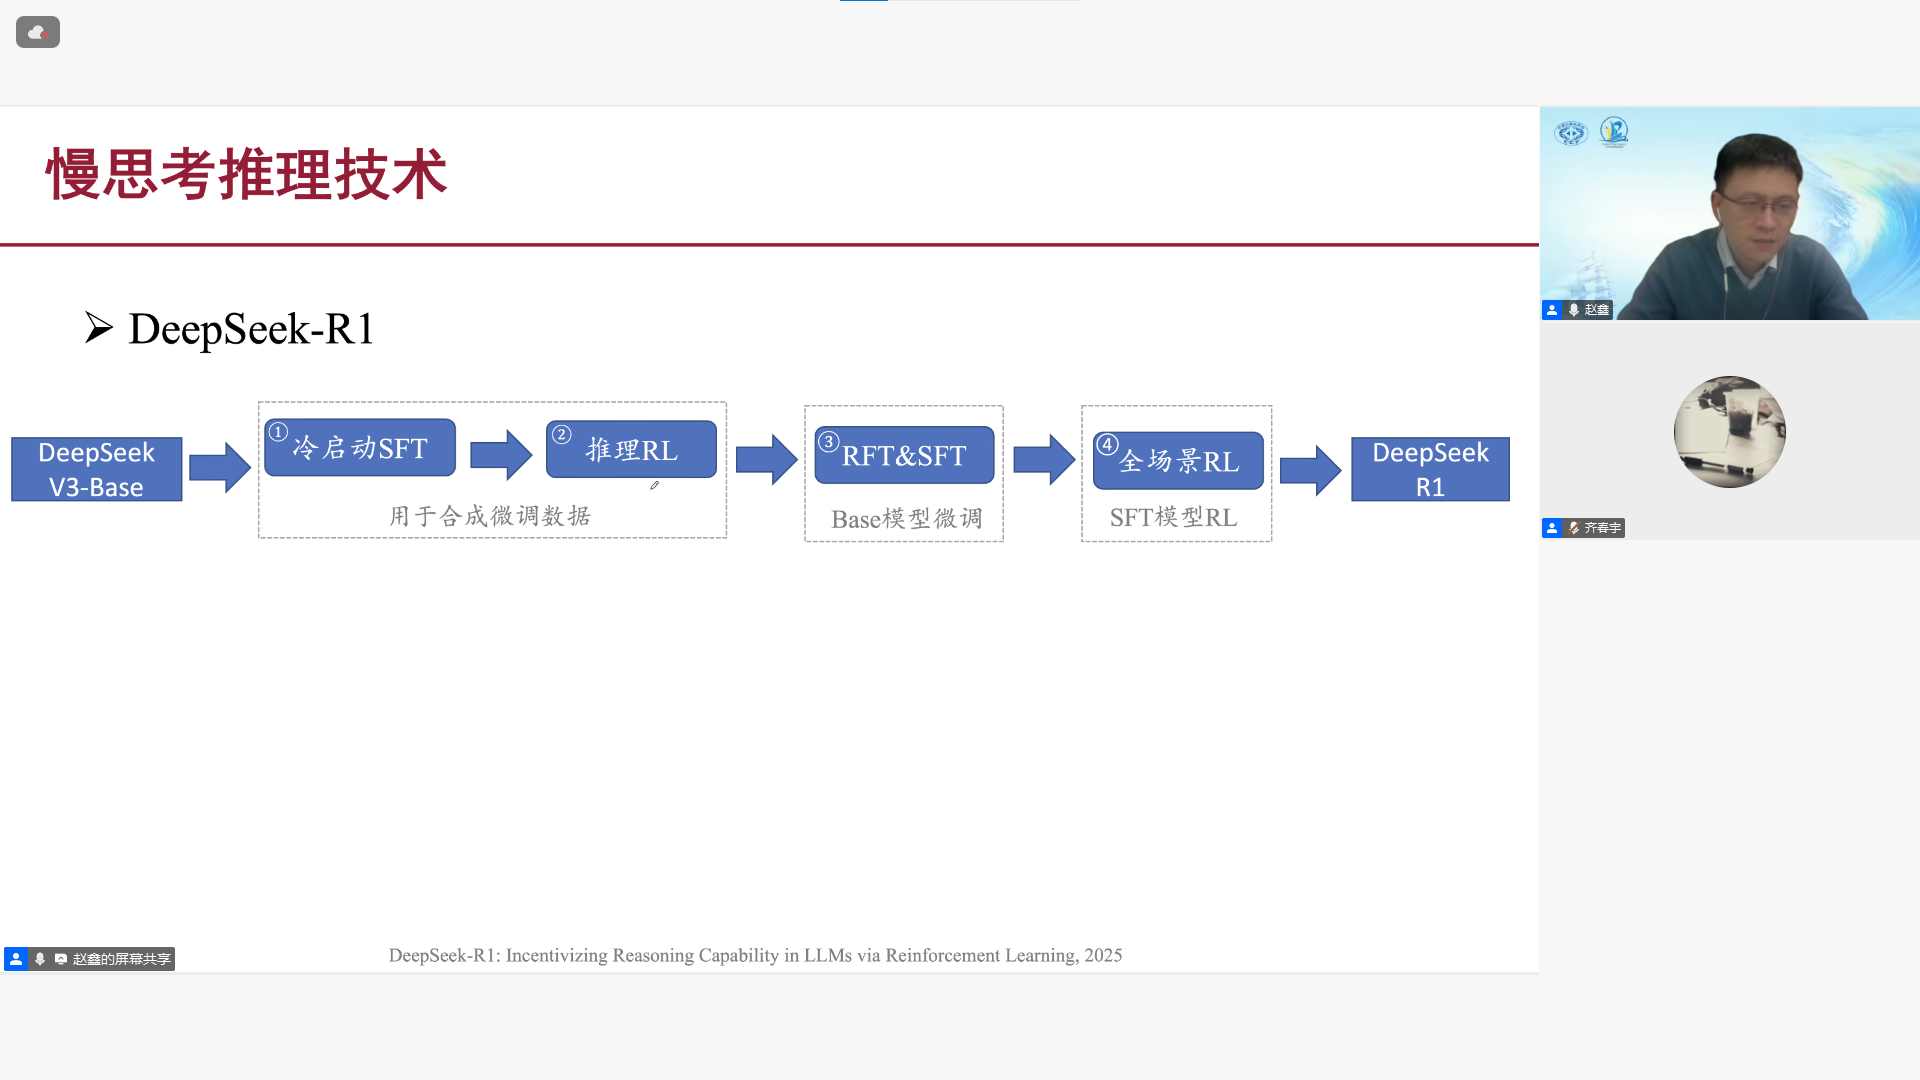 慢思考推理技术
➢ DeepSeek-R1
DeepSeek
V3-Base
① 冷启动SFT
② 推理RL
用于合成微调数据
③ RFT&SFT
Base模型微调
④ 全场景RL
SFT模型RL
DeepSeek
R1
DeepSeek-R1: Incentivizing Reasoning Capability in LLMs via Reinforcement Learning, 2025
赵鑫的屏幕共享
赵鑫
齐春宇